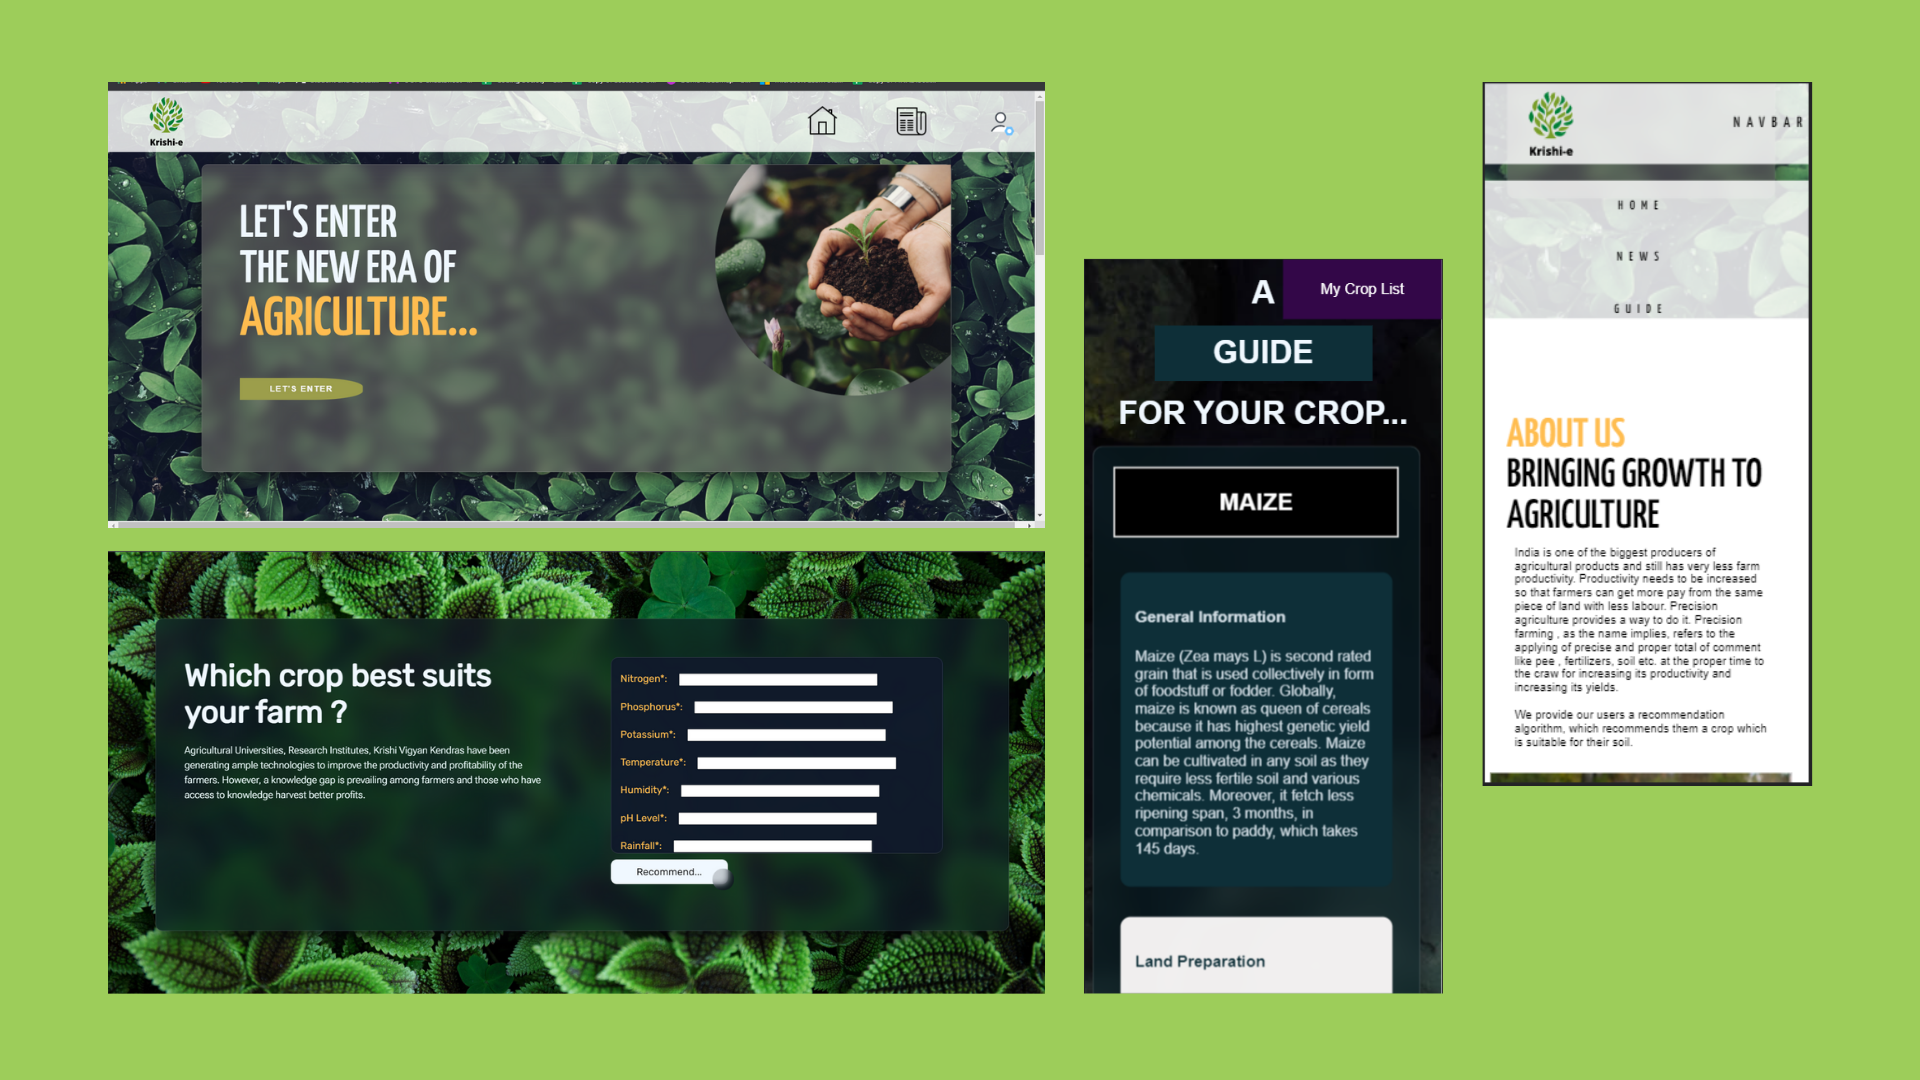 Krishi-e
LET'S ENTER
THE NEW ERA OF
AGRICULTURE...
LET'S ENTER
Which crop best suits
your farm ?
Agricultural Universities, Research Institutes, Krishi Vigyan Kendras have been
generating ample technologies to improve the productivity and profitability of the
farmers. However, a knowledge gap is prevailing among farmers and those who have
access to knowledge harvest better profits.
Nitrogen*:
Phosphorus*:
Potassium*:
Temperature*:
Humidity*:
pH Level*:
Rainfall*:
Recommend...
A
My Crop List
GUIDE
FOR YOUR CROP...
MAIZE
General Information
Maize (Zea mays L) is second rated
grain that is used collectively in form
of foodstuff or fodder. Globally,
maize is known as queen of cereals
because it has highest genetic yield
potential among the cereals. Maize
can be cultivated in any soil as they
require less fertile soil and various
chemicals. Moreover, it fetch less
ripening span, 3 months, in
comparison to paddy, which takes
145 days.
Land Preparation
Krishi-e
NAVBAR
HOME
NEWS
GUIDE
ABOUT US
BRINGING GROWTH TO
AGRICULTURE
India is one of the biggest producers of
agricultural products and still has very less farm
productivity. Productivity needs to be increased
so that farmers can get more pay from the same
piece of land with less labour. Precision
agriculture provides a way to do it. Precision
farming , as the name implies, refers to the
applying of precise and proper total of comment
like pee , fertilizers, soil etc. at the proper time to
the craw for increasing its productivity and
increasing its yields.
We provide our users a recommendation
algorithm, which recommends them a crop which
is suitable for their soil.